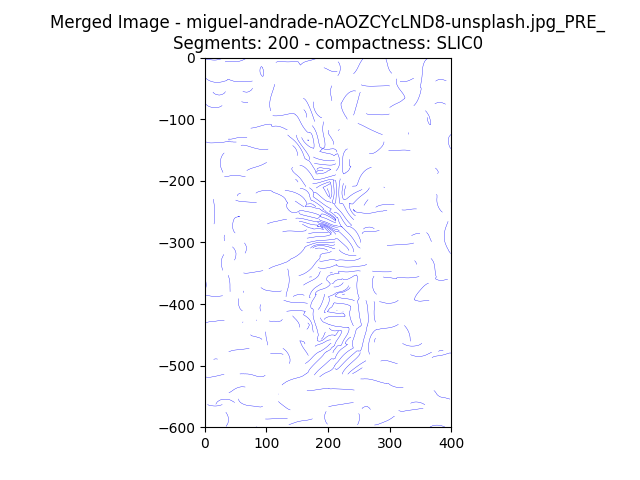 Merged Image - miguel-andrade-nAOZCYcLND8-unsplash.jpg_PRE_
Segments: 200 - compactness: SLIC0
0
−100
−200
−300
−400
−500
−600
0 100 200 300 400